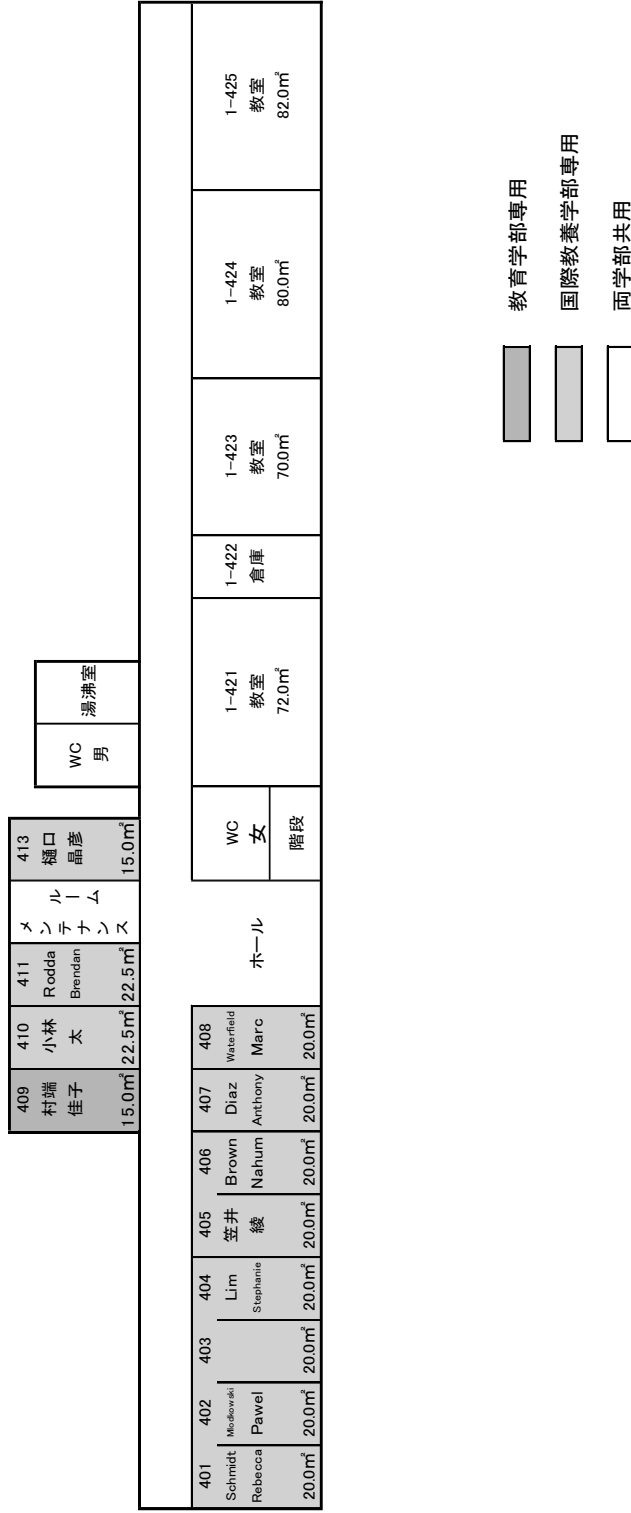 409
村端
佳子
15.0㎡
410
小林
太
22.5㎡
411
Rodda
Brendan
22.5㎡
メンテナンス
ルーム
413
樋口
晶彦
15.0㎡
WC
男
湯沸室
401
Schmidt
Rebecca
20.0㎡
402
Mlodkowski
Pawel
20.0㎡
403
20.0㎡
404
Lim
Stephanie
20.0㎡
405
笠井
綾
20.0㎡
406
Brown
Nahum
20.0㎡
407
Diaz
Anthony
20.0㎡
408
Waterfield
Marc
20.0㎡
ホール
WC
女
階段
1-421
教室
72.0㎡
1-422
倉庫
1-423
教室
70.0㎡
1-424
教室
80.0㎡
1-425
教室
82.0㎡
教育学部専用
国際教養学部専用
両学部共用